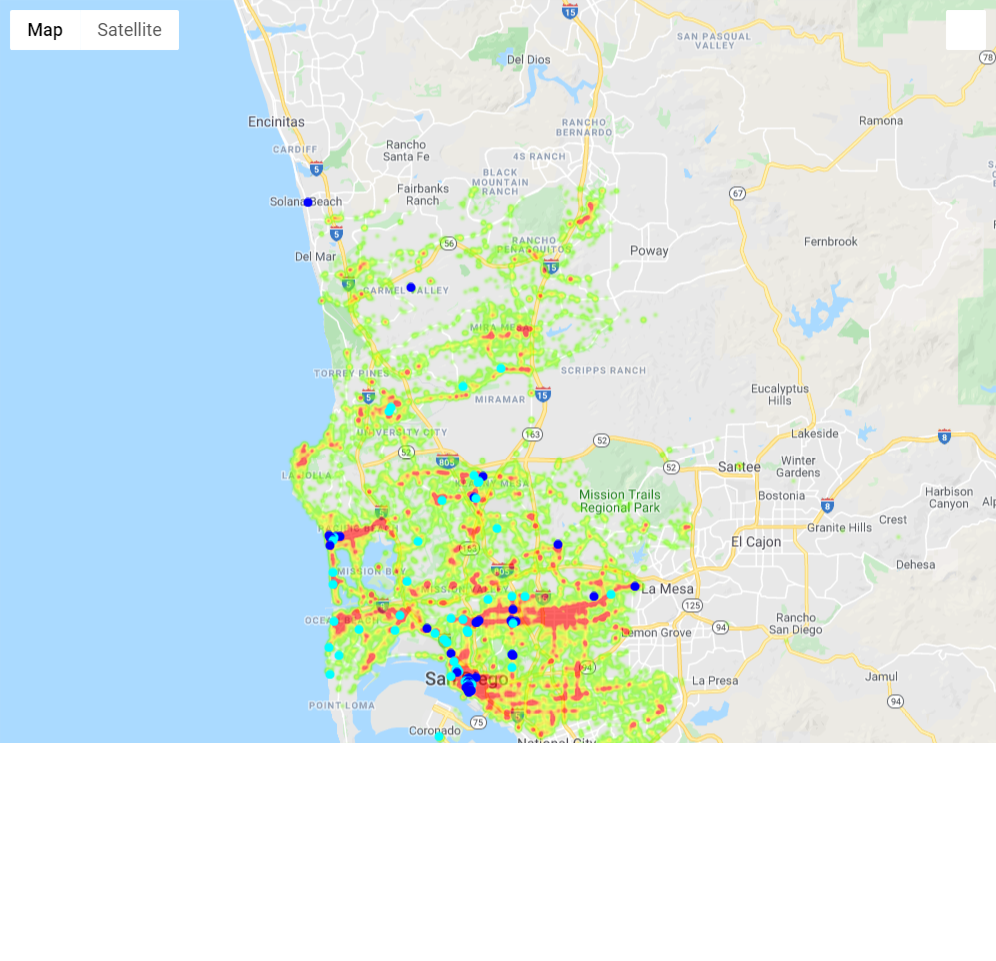 Map
Satellite
15
SAN PASQUAL
VALLEY
78
Del Dios
Encinitas
RANCHO
BERNARDO
Ramona
CARDIFF
Rancho
Santa Fe
4S RANCH
5
BLACK
MOUNTAIN
RANCH
67
Fairbanks
Ranch
Solana Beach
5
56
RANCHO
PEÑASQUITOS
Fernbrook
Poway
Del Mar
15
5
CARMEL VALLEY
MIRA MESA
TORREY PINES
SCRIPPS RANCH
5
15
MIRAMAR
Eucalyptus
Hills
UNIVERSITY CITY
163
52
Lakeside
8
52
805
52
Santee
Winter
Gardens
LA JOLLA
KEARNY MESA
Mission Trails
Regional Park
Bostonia
Harbison
Canyon
8
5
Granite Hills
Crest
PACIFIC BEACH
163
El Cajon
Dehesa
MISSION BAY
805
MISSION VALLEY
La Mesa
125
OCEAN BEACH
94
Rancho
San Diego
Lemon Grove
94
San Diego
La Presa
Jamul
94
POINT LOMA
75
5
Coronado
National City